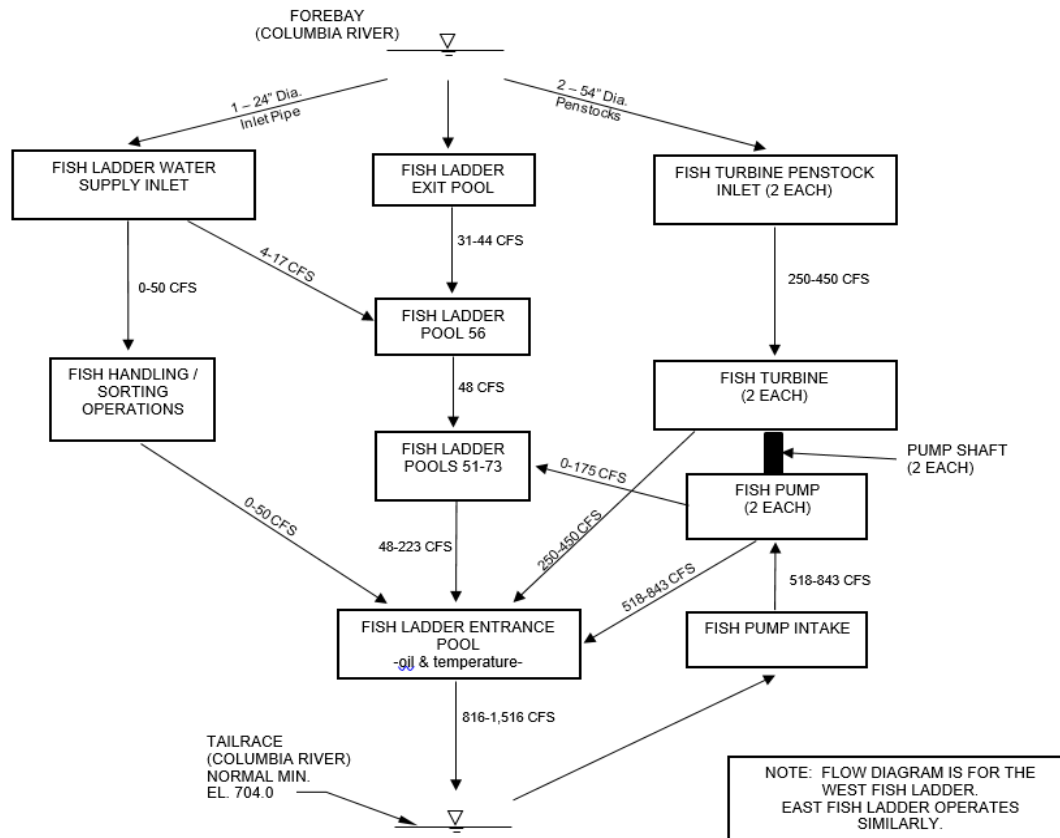 FOREBAY
(COLUMBIA RIVER)
1 – 24" Dia.
Inlet Pipe
2 – 54" Dia.
Penstocks
FISH LADDER WATER
SUPPLY INLET
FISH LADDER
EXIT POOL
FISH TURBINE PENSTOCK
INLET (2 EACH)
0-50 CFS
4-17 CFS
31-44 CFS
250-450 CFS
FISH LADDER
POOL 56
FISH HANDLING /
SORTING
OPERATIONS
48 CFS
FISH TURBINE
(2 EACH)
FISH LADDER
POOLS 51-73
0-175 CFS
PUMP SHAFT
(2 EACH)
FISH PUMP
(2 EACH)
0-50 CFS
48-223 CFS
250-450 CFS
518-843 CFS
518-843 CFS
FISH LADDER ENTRANCE
POOL
-oil & temperature-
FISH PUMP INTAKE
816-1,516 CFS
TAILRACE
(COLUMBIA RIVER)
NORMAL MIN.
EL. 704.0
NOTE: FLOW DIAGRAM IS FOR THE
WEST FISH LADDER.
EAST FISH LADDER OPERATES
SIMILARLY.